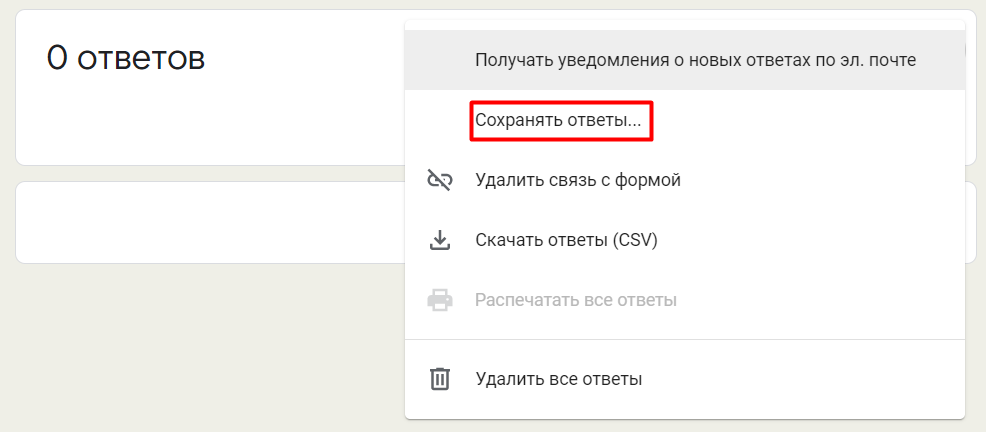 0 ответов
Получать уведомления о новых ответах по эл. почте
Сохранять ответы...
Удалить связь с формой
Скачать ответы (CSV)
Распечатать все ответы
Удалить все ответы